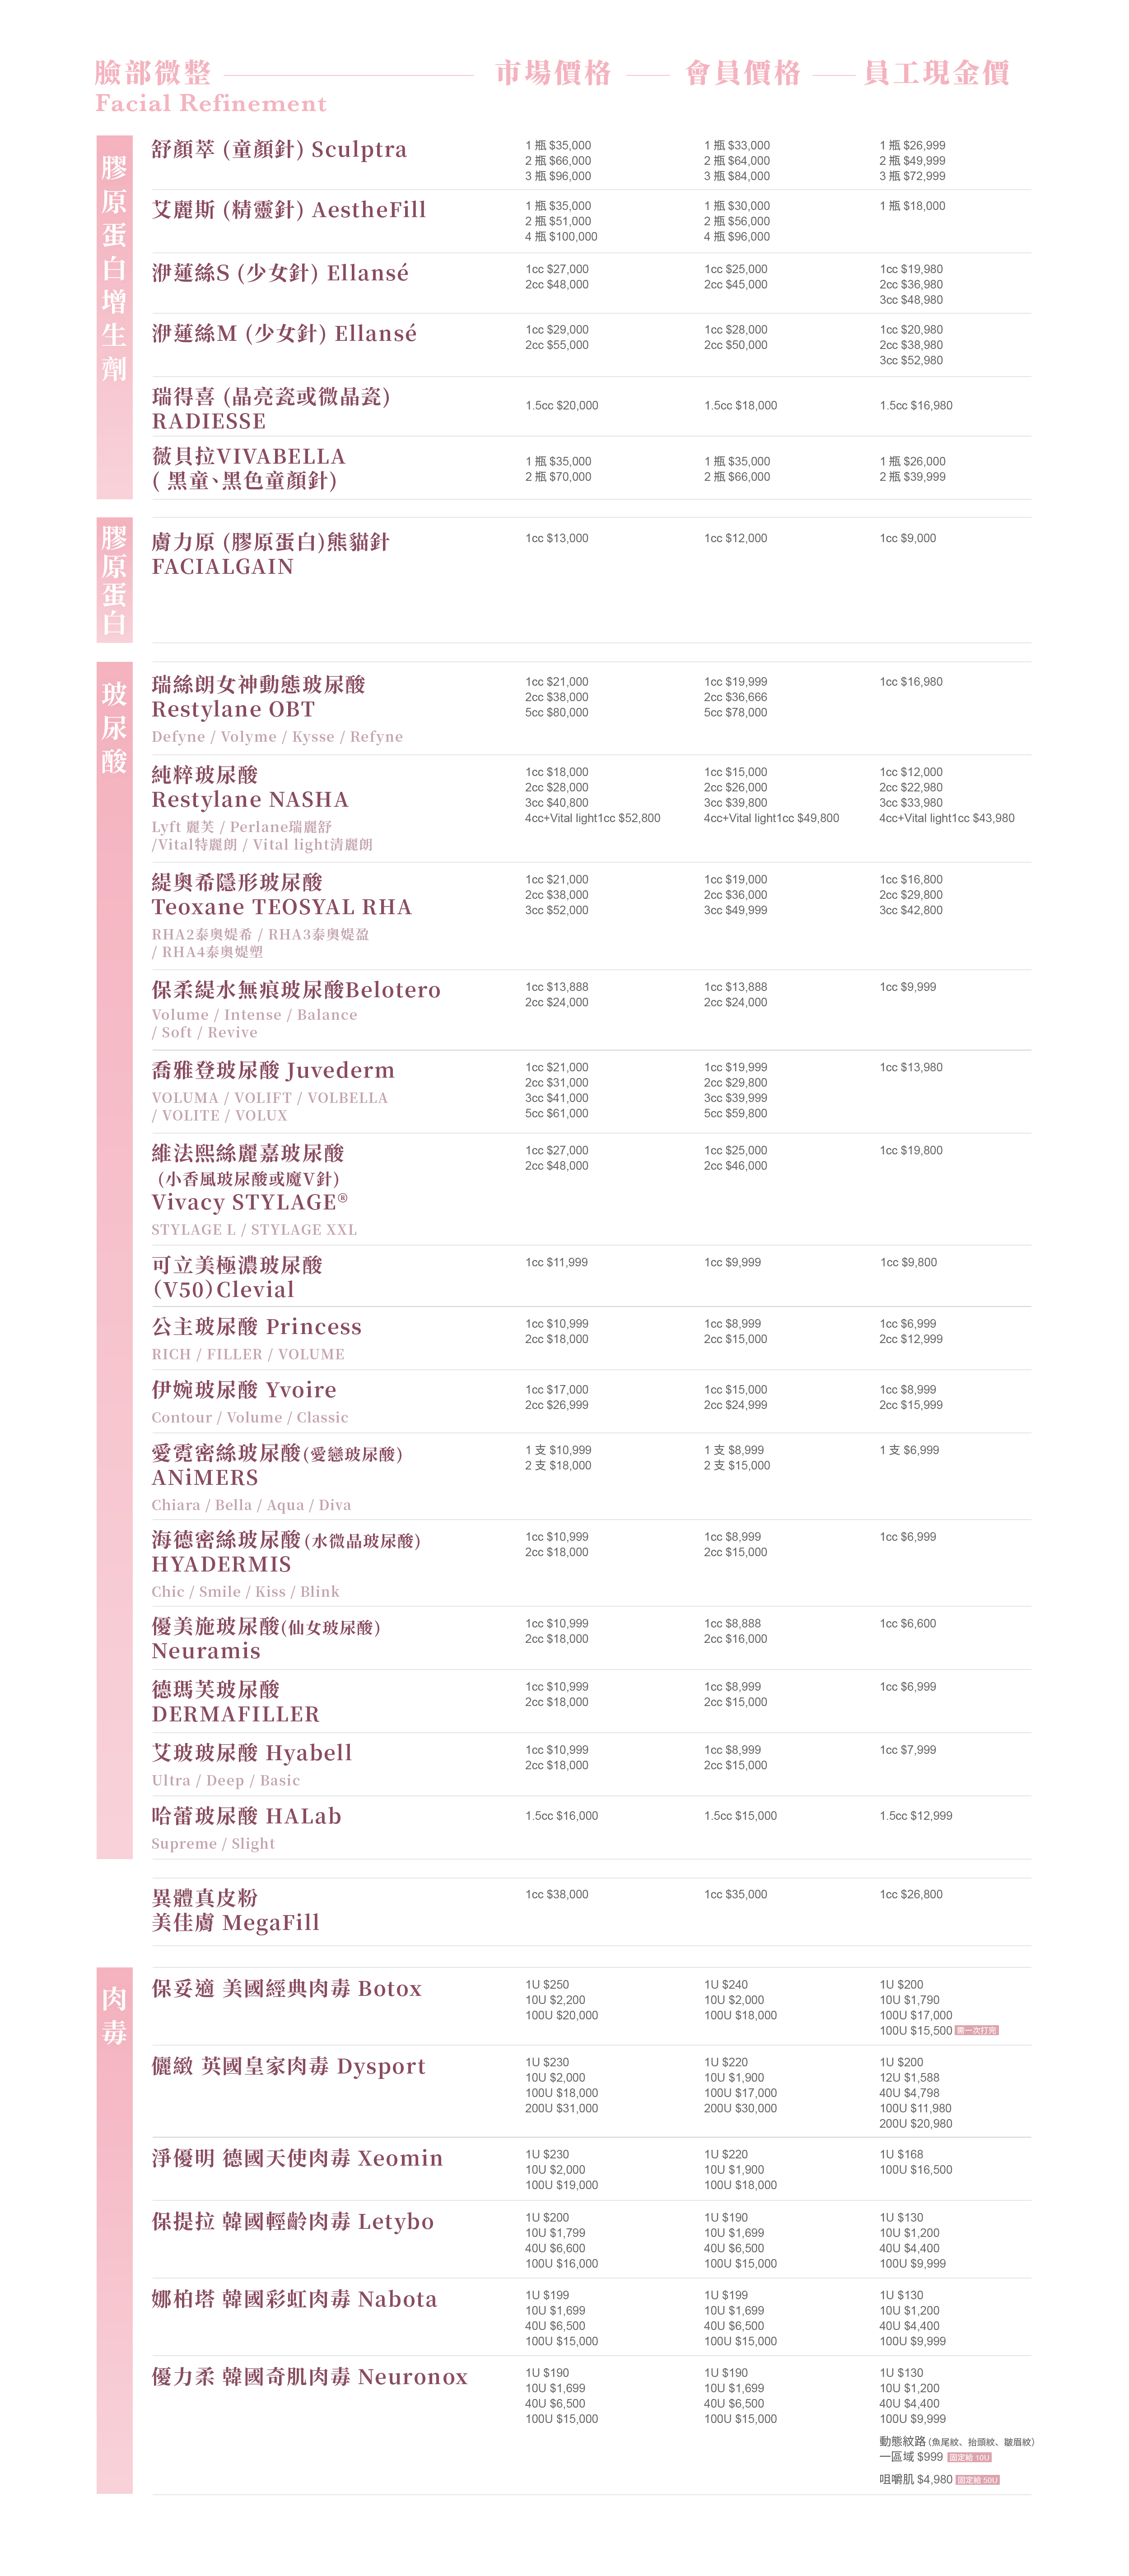 臉部微整 市場價格 會員價格 員工現金價
Facial Refinement
膠原蛋白增生劑
舒顏萃 (童顏針) Sculptra
1 瓶 $35,000 1 瓶 $33,000 1 瓶 $26,999
2 瓶 $66,000 2 瓶 $64,000 2 瓶 $49,999
3 瓶 $96,000 3 瓶 $84,000 3 瓶 $72,999
艾麗斯 (精靈針) AestheFill
1 瓶 $35,000 1 瓶 $30,000 1 瓶 $18,000
2 瓶 $51,000 2 瓶 $56,000
4 瓶 $100,000 4 瓶 $96,000
洢蓮絲S (少女針) Ellansé
1cc $27,000 1cc $25,000 1cc $19,980
2cc $48,000 2cc $45,000 2cc $36,980
3cc $48,980
洢蓮絲M (少女針) Ellansé
1cc $29,000 1cc $28,000 1cc $20,980
2cc $55,000 2cc $50,000 2cc $38,980
3cc $52,980
瑞得喜 (晶亮瓷或微晶瓷)
RADIESSE
1.5cc $20,000 1.5cc $18,000 1.5cc $16,980
薇貝拉VIVABELLA
( 黑童、黑色童顏針)
1 瓶 $35,000 1 瓶 $35,000 1 瓶 $26,000
2 瓶 $70,000 2 瓶 $66,000 2 瓶 $39,999
膠原蛋白
膚力原 (膠原蛋白)熊貓針
FACIALGAIN
1cc $13,000 1cc $12,000 1cc $9,000
玻尿酸
瑞絲朗女神動態玻尿酸
Restylane OBT
Defyne / Volyme / Kysse / Refyne
1cc $21,000 1cc $19,999 1cc $16,980
2cc $38,000 2cc $36,666
5cc $80,000 5cc $78,000
純粹玻尿酸
Restylane NASHA
Lyft 麗芙 / Perlane瑞麗舒
/Vital特麗朗 / Vital light清麗朗
1cc $18,000 1cc $15,000 1cc $12,000
2cc $28,000 2cc $26,000 2cc $22,980
3cc $40,800 3cc $39,800 3cc $33,980
4cc+Vital light1cc $52,800 4cc+Vital light1cc $49,800 4cc+Vital light1cc $43,980
緹奧希隱形玻尿酸
Teoxane TEOSYAL RHA
RHA2泰奧媞希 / RHA3泰奧媞盈
/ RHA4泰奧媞塑
1cc $21,000 1cc $19,000 1cc $16,800
2cc $38,000 2cc $36,000 2cc $29,800
3cc $52,000 3cc $49,999 3cc $42,800
保柔緹水無痕玻尿酸Belotero
Volume / Intense / Balance
/ Soft / Revive
1cc $13,888 1cc $13,888 1cc $9,999
2cc $24,000 2cc $24,000
喬雅登玻尿酸 Juvederm
VOLUMA / VOLIFT / VOLBELLA
/ VOLITE / VOLUX
1cc $21,000 1cc $19,999 1cc $13,980
2cc $31,000 2cc $29,800
3cc $41,000 3cc $39,999
5cc $61,000 5cc $59,800
維法熙絲麗嘉玻尿酸
(小香風玻尿酸或魔V針)
Vivacy STYLAGE®
STYLAGE L / STYLAGE XXL
1cc $27,000 1cc $25,000 1cc $19,800
2cc $48,000 2cc $46,000
可立美極濃玻尿酸
(V50)Clevial
1cc $11,999 1cc $9,999 1cc $9,800
公主玻尿酸 Princess
RICH / FILLER / VOLUME
1cc $10,999 1cc $8,999 1cc $6,999
2cc $18,000 2cc $15,000 2cc $12,999
伊婉玻尿酸 Yvoire
Contour / Volume / Classic
1cc $17,000 1cc $15,000 1cc $8,999
2cc $26,999 2cc $24,999 2cc $15,999
愛霓密絲玻尿酸(愛戀玻尿酸)
ANiMERS
Chiara / Bella / Aqua / Diva
1 支 $10,999 1 支 $8,999 1 支 $6,999
2 支 $18,000 2 支 $15,000
海德密絲玻尿酸(水微晶玻尿酸)
HYADERMIS
Chic / Smile / Kiss / Blink
1cc $10,999 1cc $8,999 1cc $6,999
2cc $18,000 2cc $15,000
優美施玻尿酸(仙女玻尿酸)
Neuramis
1cc $10,999 1cc $8,888 1cc $6,600
2cc $18,000 2cc $16,000
德瑪芙玻尿酸
DERMAFILLER
1cc $10,999 1cc $8,999 1cc $6,999
2cc $18,000 2cc $15,000
艾玻玻尿酸 Hyabell
Ultra / Deep / Basic
1cc $10,999 1cc $8,999 1cc $7,999
2cc $18,000 2cc $15,000
哈蕾玻尿酸 HALab
Supreme / Slight
1.5cc $16,000 1.5cc $15,000 1.5cc $12,999
異體真皮粉
美佳膚 MegaFill
1cc $38,000 1cc $35,000 1cc $26,800
肉毒
保妥適 美國經典肉毒 Botox
1U $250 1U $240 1U $200
10U $2,200 10U $2,000 10U $1,790
100U $20,000 100U $18,000 100U $17,000
100U $15,500 需一次打完
儷緻 英國皇家肉毒 Dysport
1U $230 1U $220 1U $200
10U $2,000 10U $1,900 12U $1,588
100U $18,000 100U $17,000 40U $4,798
200U $31,000 200U $30,000 100U $11,980
200U $20,980
淨優明 德國天使肉毒 Xeomin
1U $230 1U $220 1U $168
10U $2,000 10U $1,900 100U $16,500
100U $19,000 100U $18,000
保提拉 韓國輕齡肉毒 Letybo
1U $200 1U $190 1U $130
10U $1,799 10U $1,699 10U $1,200
40U $6,600 40U $6,500 40U $4,400
100U $16,000 100U $15,000 100U $9,999
娜柏塔 韓國彩虹肉毒 Nabota
1U $199 1U $199 1U $130
10U $1,699 10U $1,699 10U $1,200
40U $6,500 40U $6,500 40U $4,400
100U $15,000 100U $15,000 100U $9,999
優力柔 韓國奇肌肉毒 Neuronox
1U $190 1U $190 1U $130
10U $1,699 10U $1,699 10U $1,200
40U $6,500 40U $6,500 40U $4,400
100U $15,000 100U $15,000 100U $9,999
動態紋路 (魚尾紋、抬頭紋、皺眉紋)
一區域 $999 固定給 10U
咀嚼肌 $4,980 固定給 50U